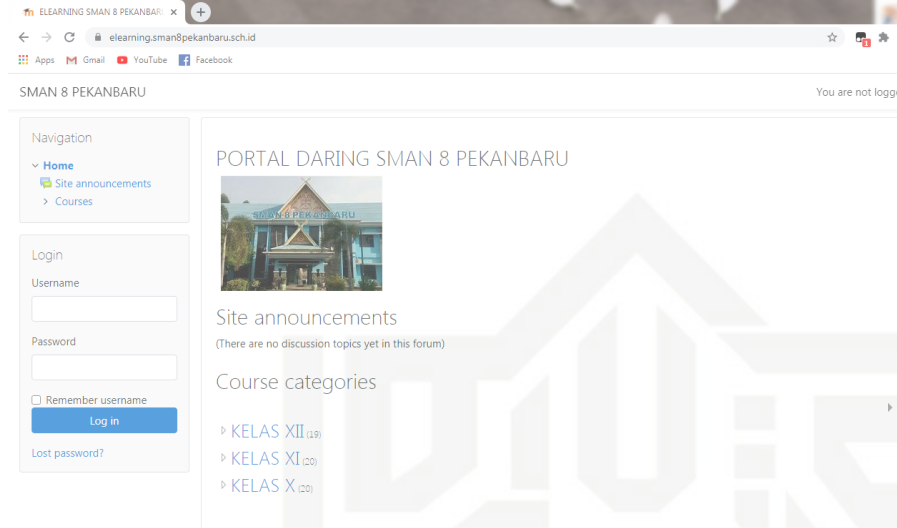 ELEARNING SMAN 8 PEKANBAR
elearning.sman8pekanbaru.sch.id
Apps Gmail YouTube Facebook
SMAN 8 PEKANBARU
You are not logge
Navigation
Home
Site announcements
Courses
Login
Username
Password
Remember username
Log in
Lost password?
PORTAL DARING SMAN 8 PEKANBARU
SMAN 8 PEKANBARU
Site announcements
(There are no discussion topics yet in this forum)
Course categories
KELAS XII (19)
KELAS XI (20)
KELAS X (20)